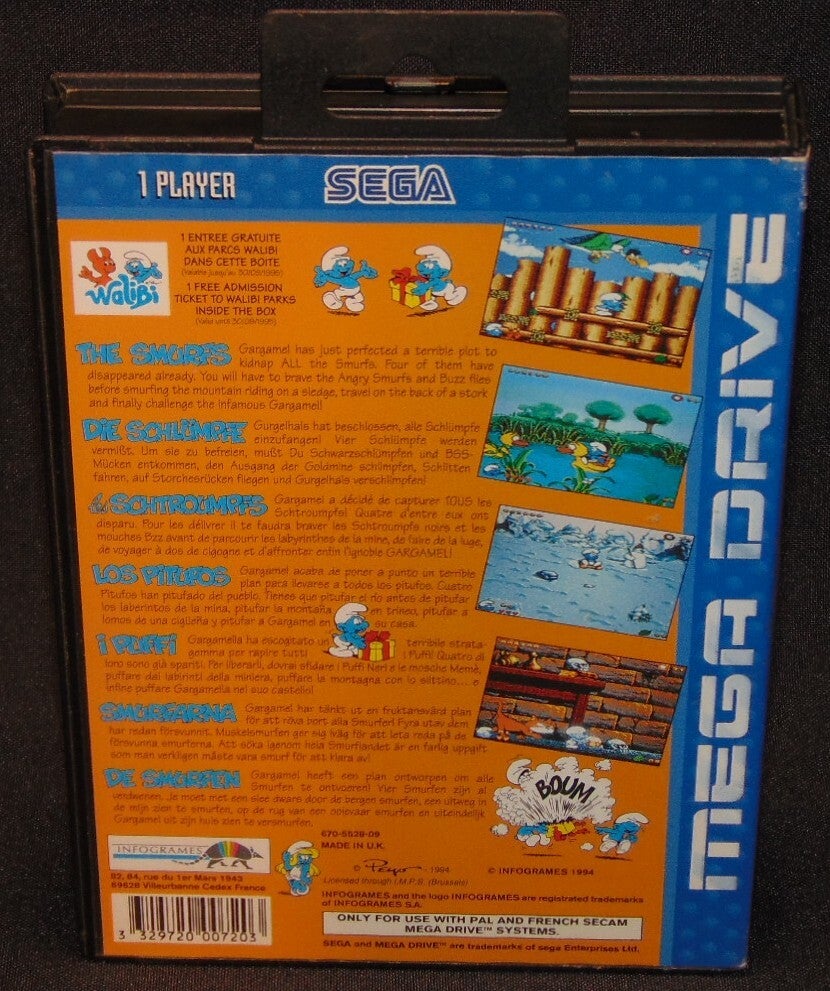 1 PLAYER
SEGA
Walibi
1 ENTREE GRATUITE
AUX PARCS WALIBI
DANS CETTE BOITE
(Valable jusqu'au 30/09/1995)
1 FREE ADMISSION
TICKET TO WALIBI PARKS
INSIDE THE BOX
(Valid until 30/09/1995)
THE SMURFS Gargamel has just perfected a terrible plot to
kidnap ALL the Smurfs. Four of them have
disappeared already. You will have to brave the Angry Smurfs and Buzz flies
before smurfing the mountain riding on a sledge, travel on the back of a stork
and finally challenge the infamous Gargamel!
DIE SCHLÜMPFE Gurgelhals hat beschlossen, alle Schlümpfe
einzufangen! Vier Schlümpfe werden
vermißt. Um sie zu befreien, mußt Du Schwarzschlümpfen und BSS-
Mücken entkommen, den Ausgang der Goldmine schlümpfen, Schlitten
fahren, auf Storchesrücken fliegen und Gurgelhals verschlümpfen!
les SCHTROUMPFS Gargamel a décidé de capturer TOUS les
Schtroumpfs! Quatre d'entre eux ont
disparu. Pour les délivrer il te faudra braver les Schtroumpfs noirs et les
mouches Bzz avant de parcourir les labyrinthes de la mine, de faire de la luge,
de voyager à dos de cigogne et d'affronter enfin l'ignoble GARGAMEL!
LOS PITUFOS Gargamel acaba de poner a punto un terrible
plan para llevarse a todos los pitufos. Cuatro
Pitufos han pitufado del pueblo. Tienes que pitufar el río antes de pitufar
los laberintos de la mina, pitufar la montaña en trineo, pitufar a
lomos de una cigüeña y pitufar a Gargamel en su casa.
I PUFFI Gargamella ha escogitato un terribile strata-
gemma per rapire tutti i Puffi! Quatro di
loro sono già spariti. Per liberarli, dovrai sfidare i Puffi Neri e le mosche Memè,
puffare dai labirinti della miniera, puffare la montagna con lo slittino... e
infine puffare Gargamella nel suo castello!
SMURFARNA Gargamel har tänkt ut en fruktansvärd plan
för att röva bort alla Smurfer! Fyra utav dem
har redan försvunnit. Muskelsmurfen ger sig iväg för att leta reda på de
försvunna smurferna. Att söka igenom hela Smurflandet är en farlig uppgift
som man verkligen måste vara smurf för att klara av!
DE SMURFEN Gargamel heeft een plan ontworpen om alle
Smurfen te ontvoeren! Vier Smurfen zijn al
verdwenen. Je moet met een slee dwars door de bergen smurfen, een uitweg in
de mijn zien te smurfen, op de rug van een ooievaar smurfen en uiteindelijk
Gargamel uit zijn huis zien te versmurfen.
BOUM
670-5528-09
MADE IN U.K.
INFOGRAMES
82, 84, rue du 1er Mars 1943
69628 Villeurbanne Cedex France
© Peyo - 1994
Licensed through I.M.P.S. (Brussels)
© INFOGRAMES 1994
INFOGRAMES and the logo INFOGRAMES are registrated trademarks
of INFOGRAMES S.A.
ONLY FOR USE WITH PAL AND FRENCH SECAM
MEGA DRIVE™ SYSTEMS.
SEGA and MEGA DRIVE™ are trademarks of sega Enterprises Ltd.
3 329720 007203
MEGA DRIVE